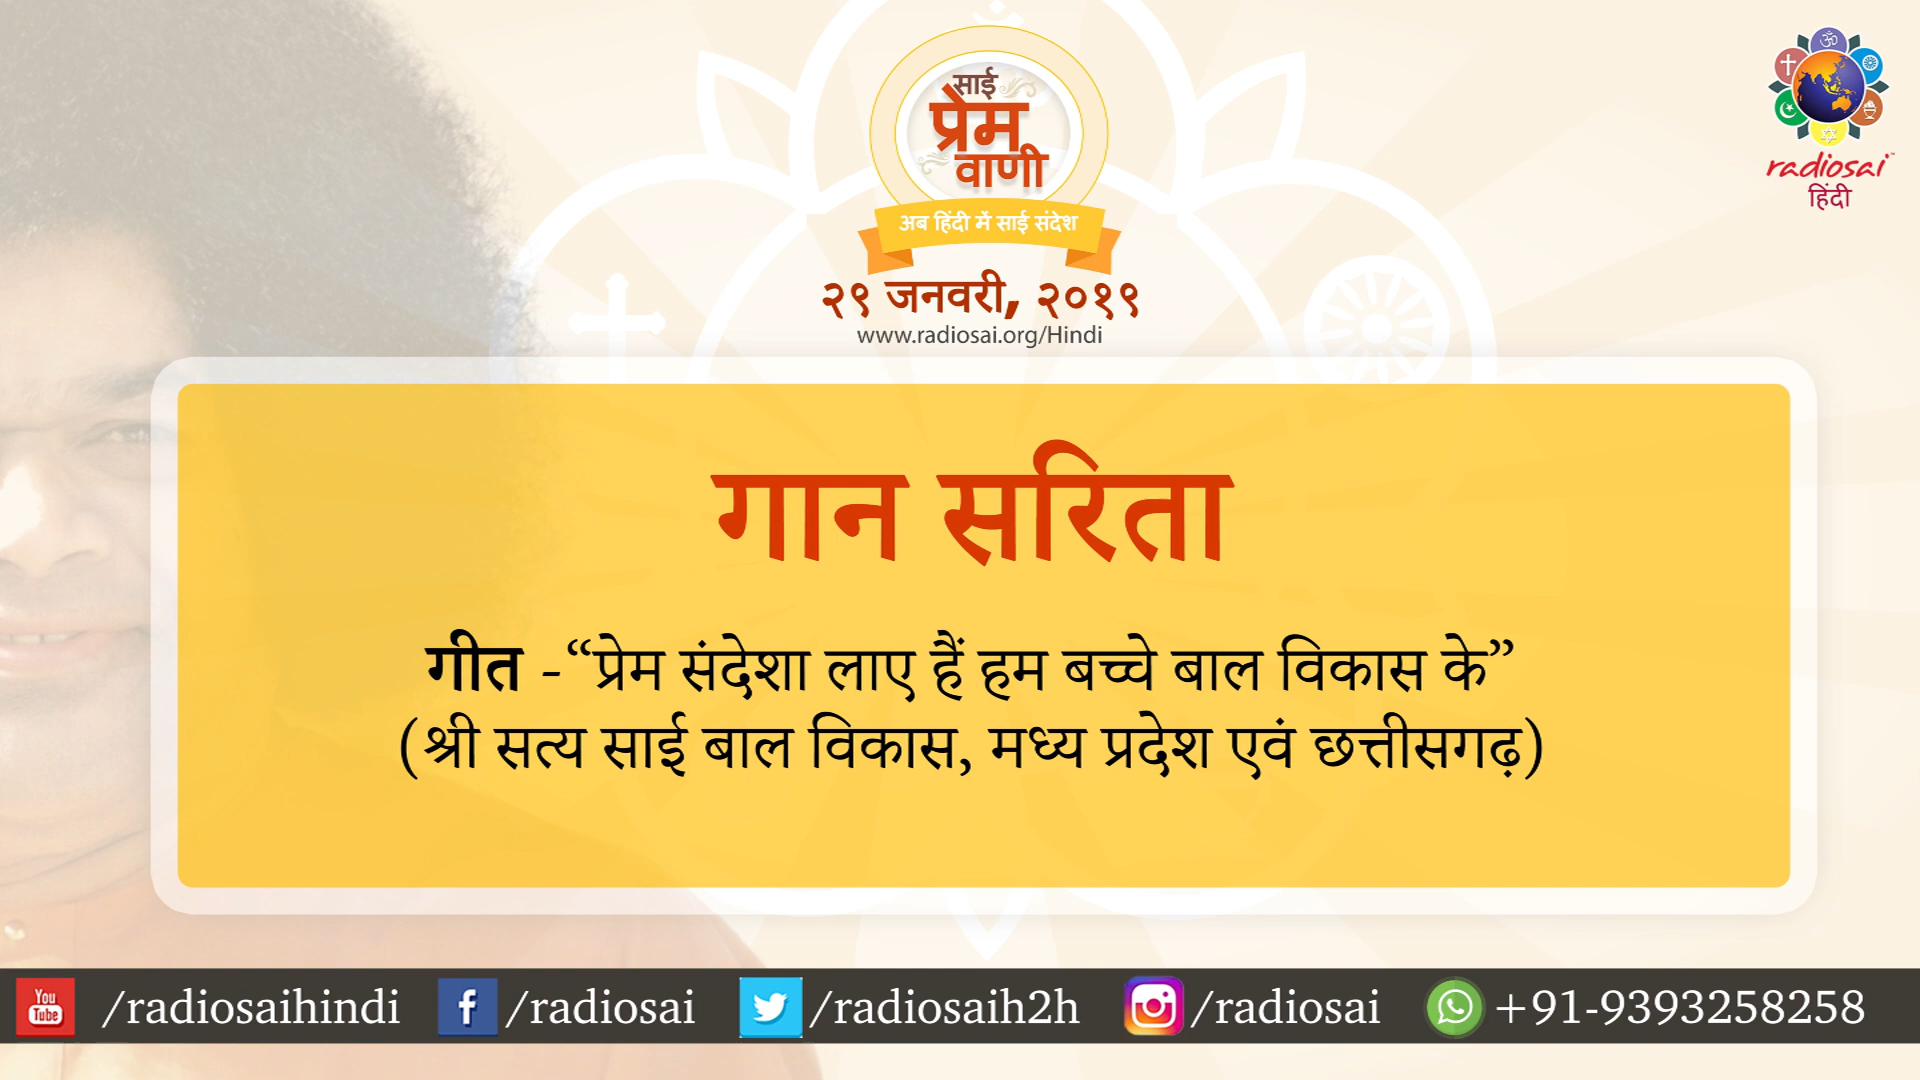 साई
प्रेम
वाणी
अब हिंदी में साई संदेश
२९ जनवरी, २०१९
www.radiosai.org/Hindi
radiosai™
हिंदी
गान सरिता
गीत -“प्रेम संदेशा लाए हैं हम बच्चे बाल विकास के”
(श्री सत्य साई बाल विकास, मध्य प्रदेश एवं छत्तीसगढ़)
You Tube /radiosaihindi f /radiosai /radiosaih2h /radiosai +91-9393258258